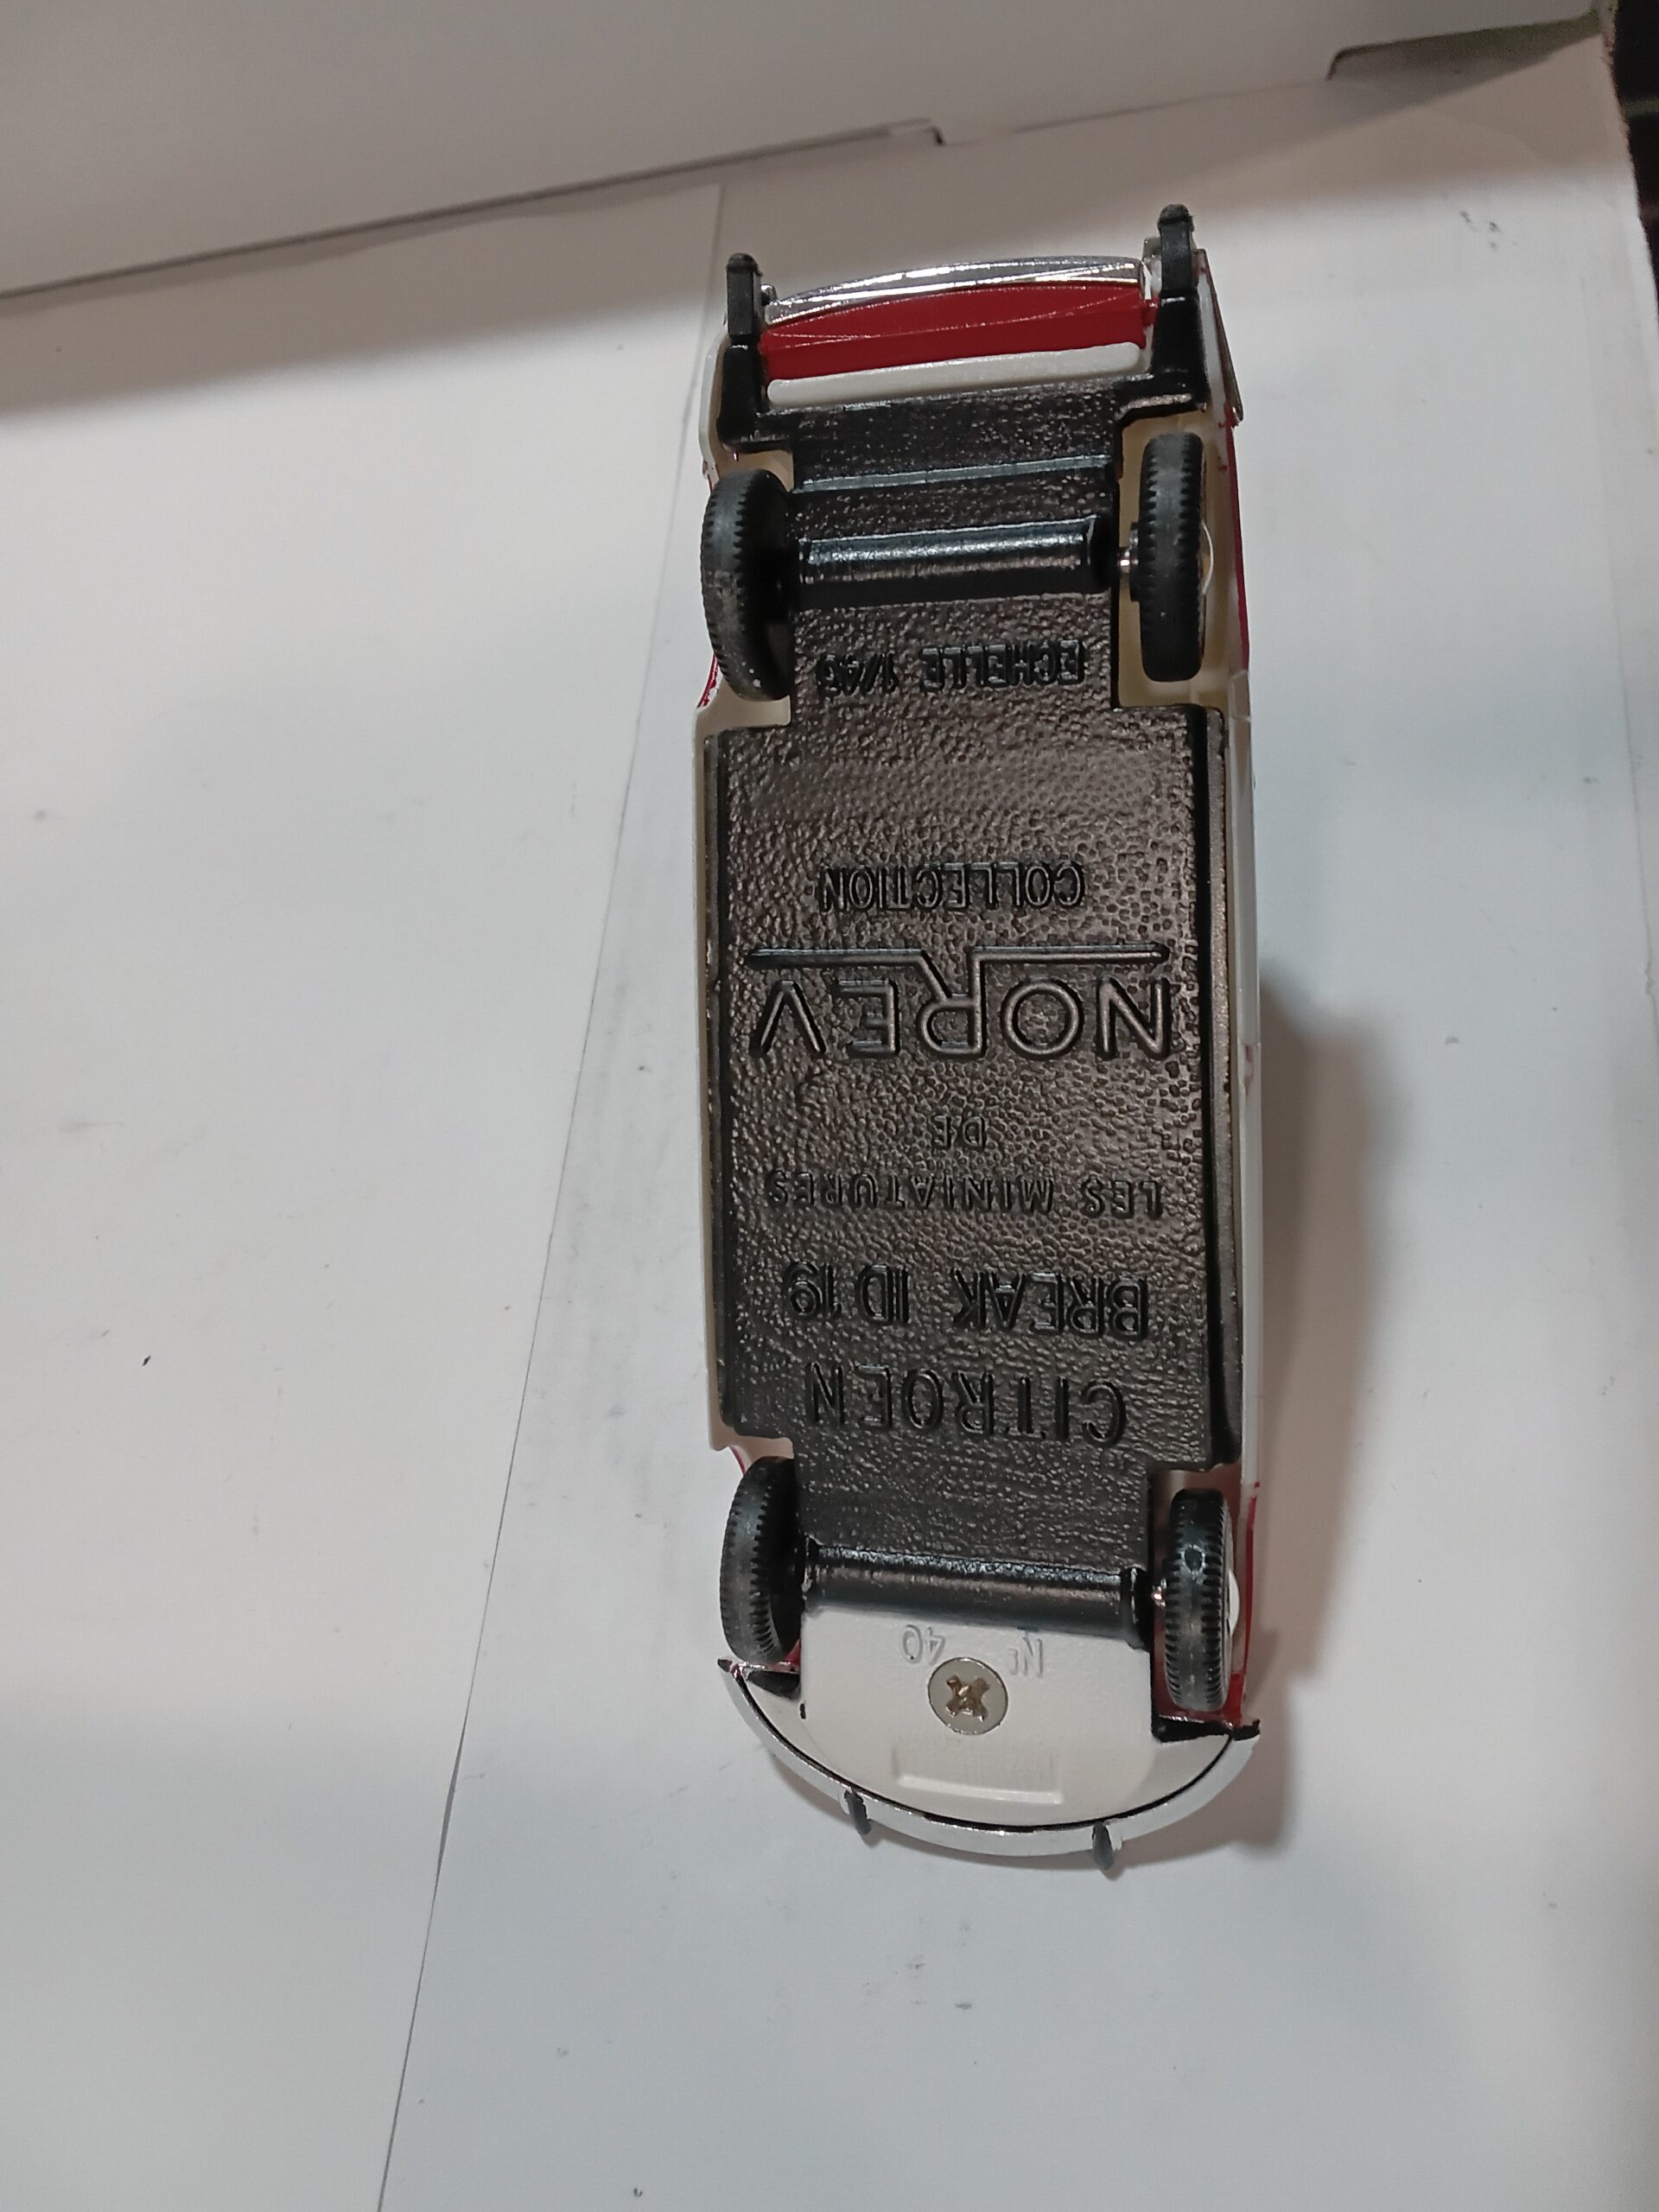 N° 40
CITROEN
BREAK ID 19
LES MINIATURES
DE
NOREV
COLLECTION
ECHELLE 1/43